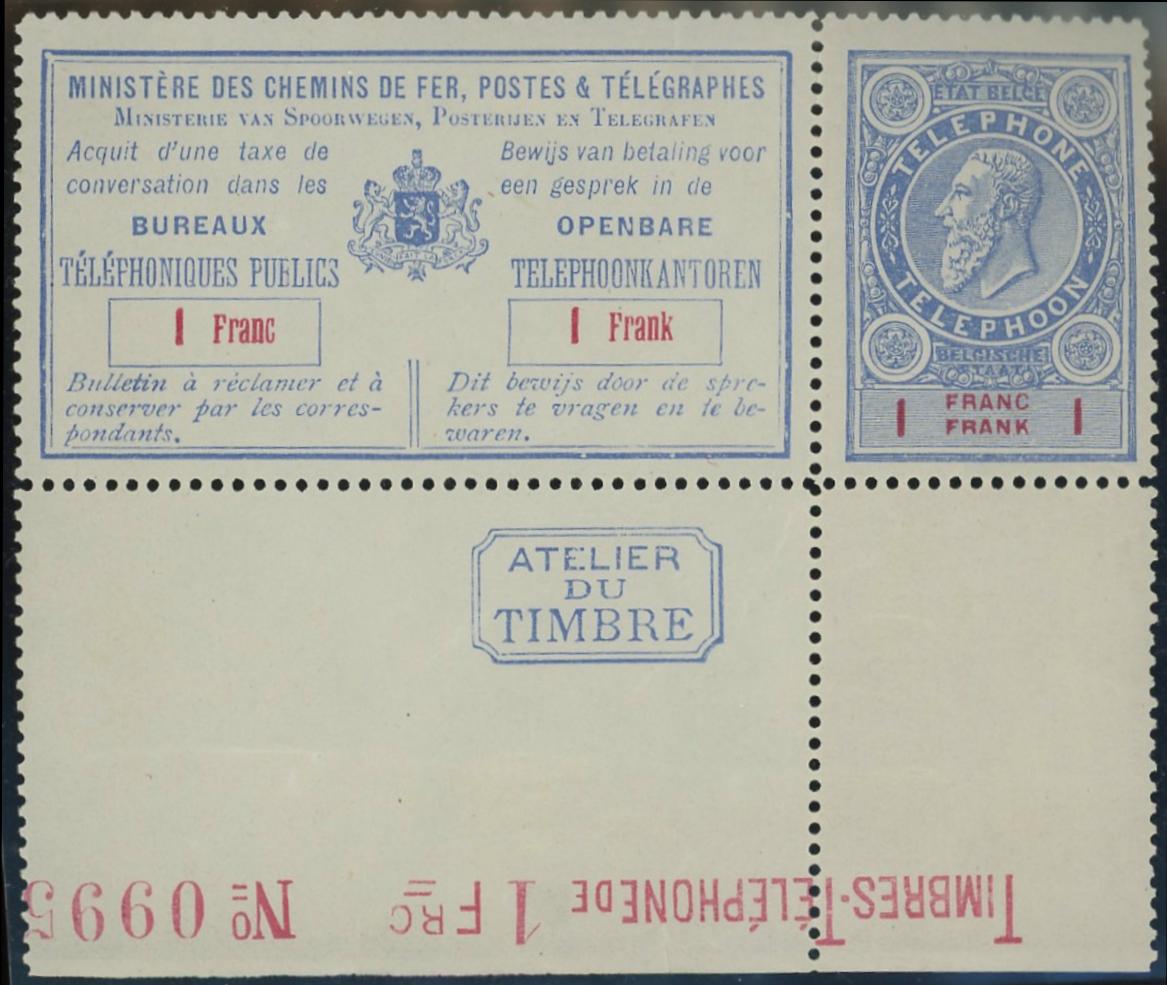 MINISTÈRE DES CHEMINS DE FER, POSTES & TÉLÉGRAPHES
MINISTERIE VAN SPOORWEGEN, POSTERIJEN EN TELEGRAFEN
Acquit d'une taxe de
conversation dans les
BUREAUX
TÉLÉPHONIQUES PUBLICS
1 Franc
Bulletin à réclamer et à
conserver par les corres-
pondants.
Bewijs van betaling voor
een gesprek in de
OPENBARE
TELEPHOONKANTOREN
1 Frank
Dit bewijs door de spre-
kers te vragen en te be-
waren.
ETAT BELGE
TELEPHONE
TELEPHOON
BELGISCHE
STAAT
1 FRANC 1
FRANK
ATELIER
DU
TIMBRE
TIMBRES-TÉLÉPHONE DE 1 FRC Nº 0995